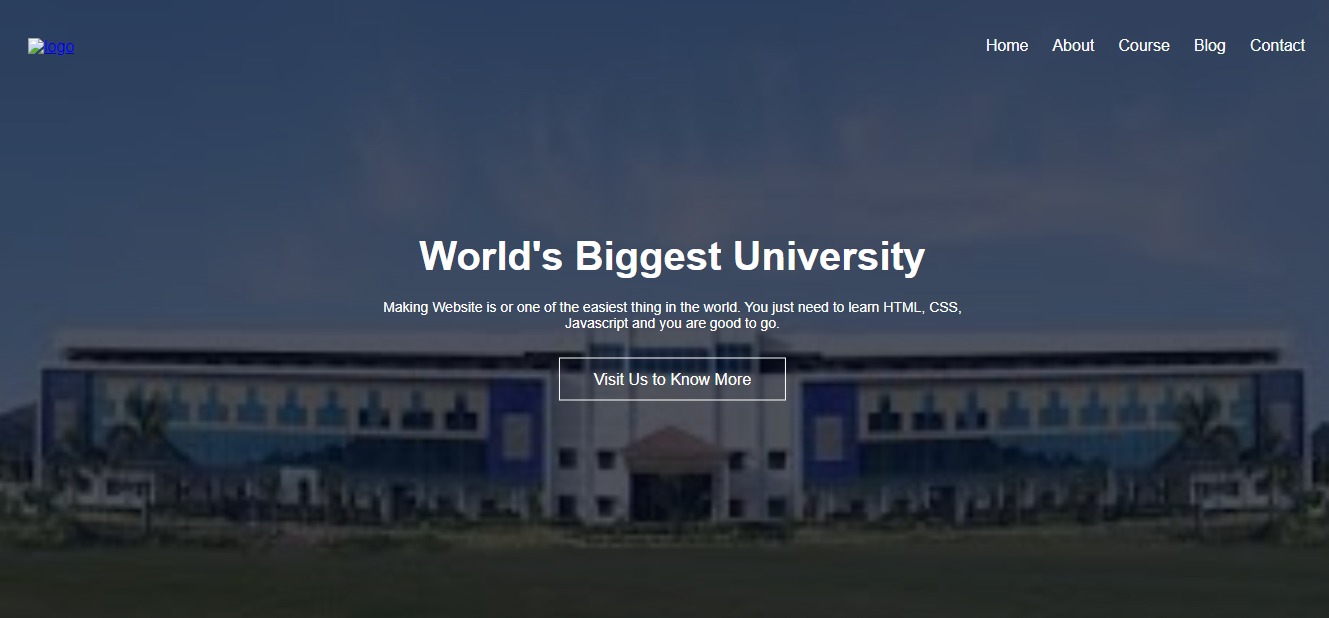 logo
Home About Course Blog Contact
World's Biggest University
Making Website is or one of the easiest thing in the world. You just need to learn HTML, CSS,
Javascript and you are good to go.
Visit Us to Know More